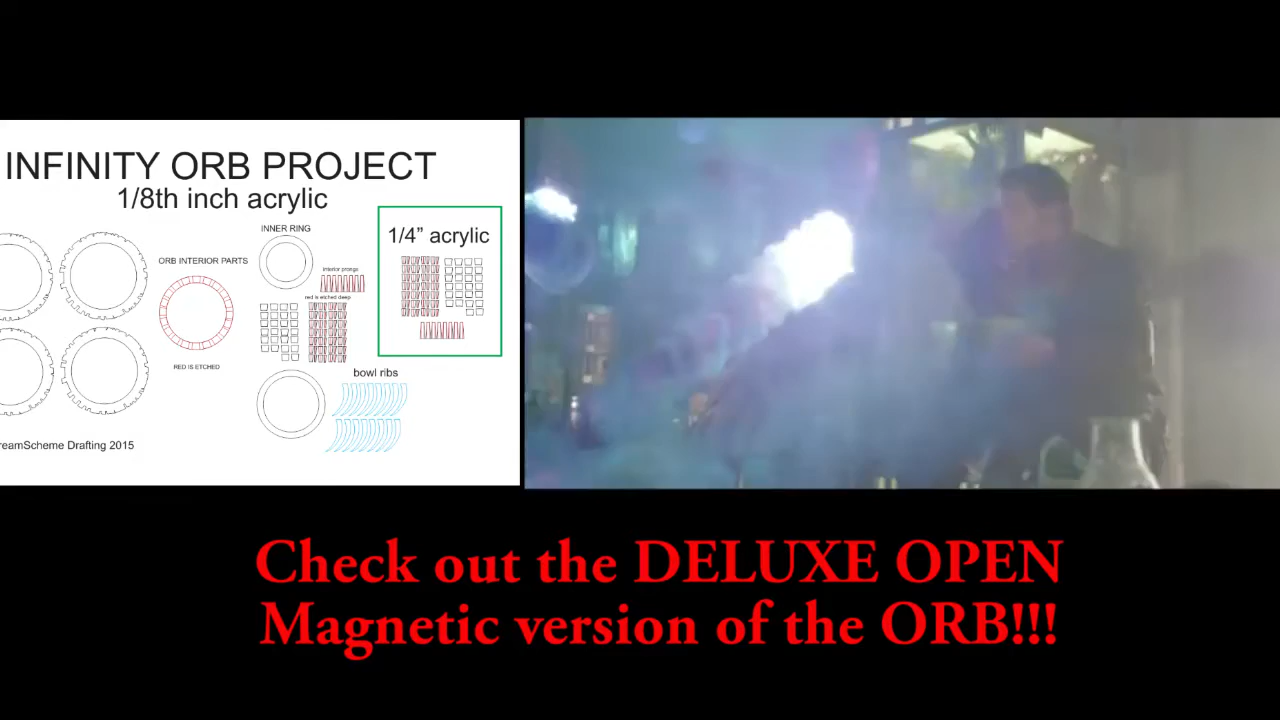 INFINITY ORB PROJECT
1/8th inch acrylic
INNER RING
1/4" acrylic
ORB INTERIOR PARTS
interior prongs
red is etched deep
RED IS ETCHED
bowl ribs
reamScheme Drafting 2015
Check out the DELUXE OPEN
Magnetic version of the ORB!!!